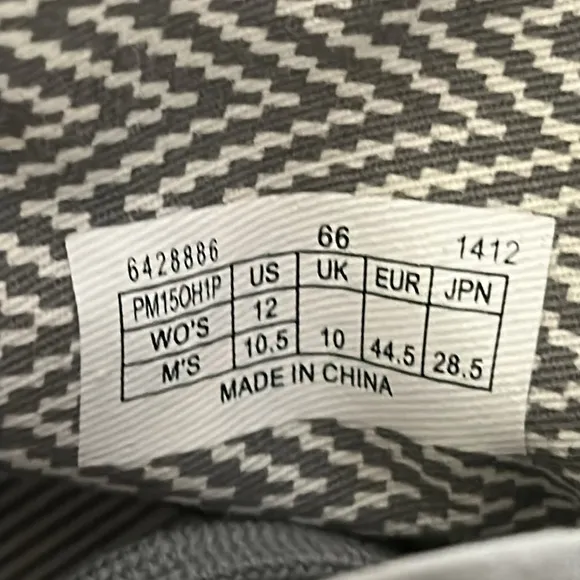 6428886 66 1412
PM150H1P US UK EUR JPN
WO'S 12
M'S 10.5 10 44.5 28.5
MADE IN CHINA